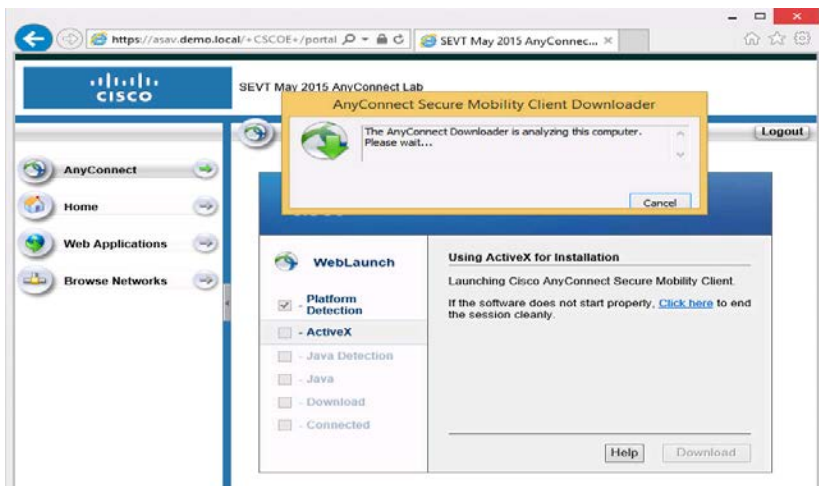 https://asav.demo.local/+CSCOE+/portal
SEVT May 2015 AnyConnec...
CISCO
SEVT May 2015 AnyConnect Lab
AnyConnect Secure Mobility Client Downloader
The AnyConnect Downloader is analyzing this computer.
Please wait...
Cancel
Logout
AnyConnect
Home
Web Applications
Browse Networks
WebLaunch
- Platform
Detection
- ActiveX
- Java Detection
- Java
- Download
- Connected
Using ActiveX for Installation
Launching Cisco AnyConnect Secure Mobility Client.
If the software does not start properly, Click here to end
the session cleanly.
Help
Download